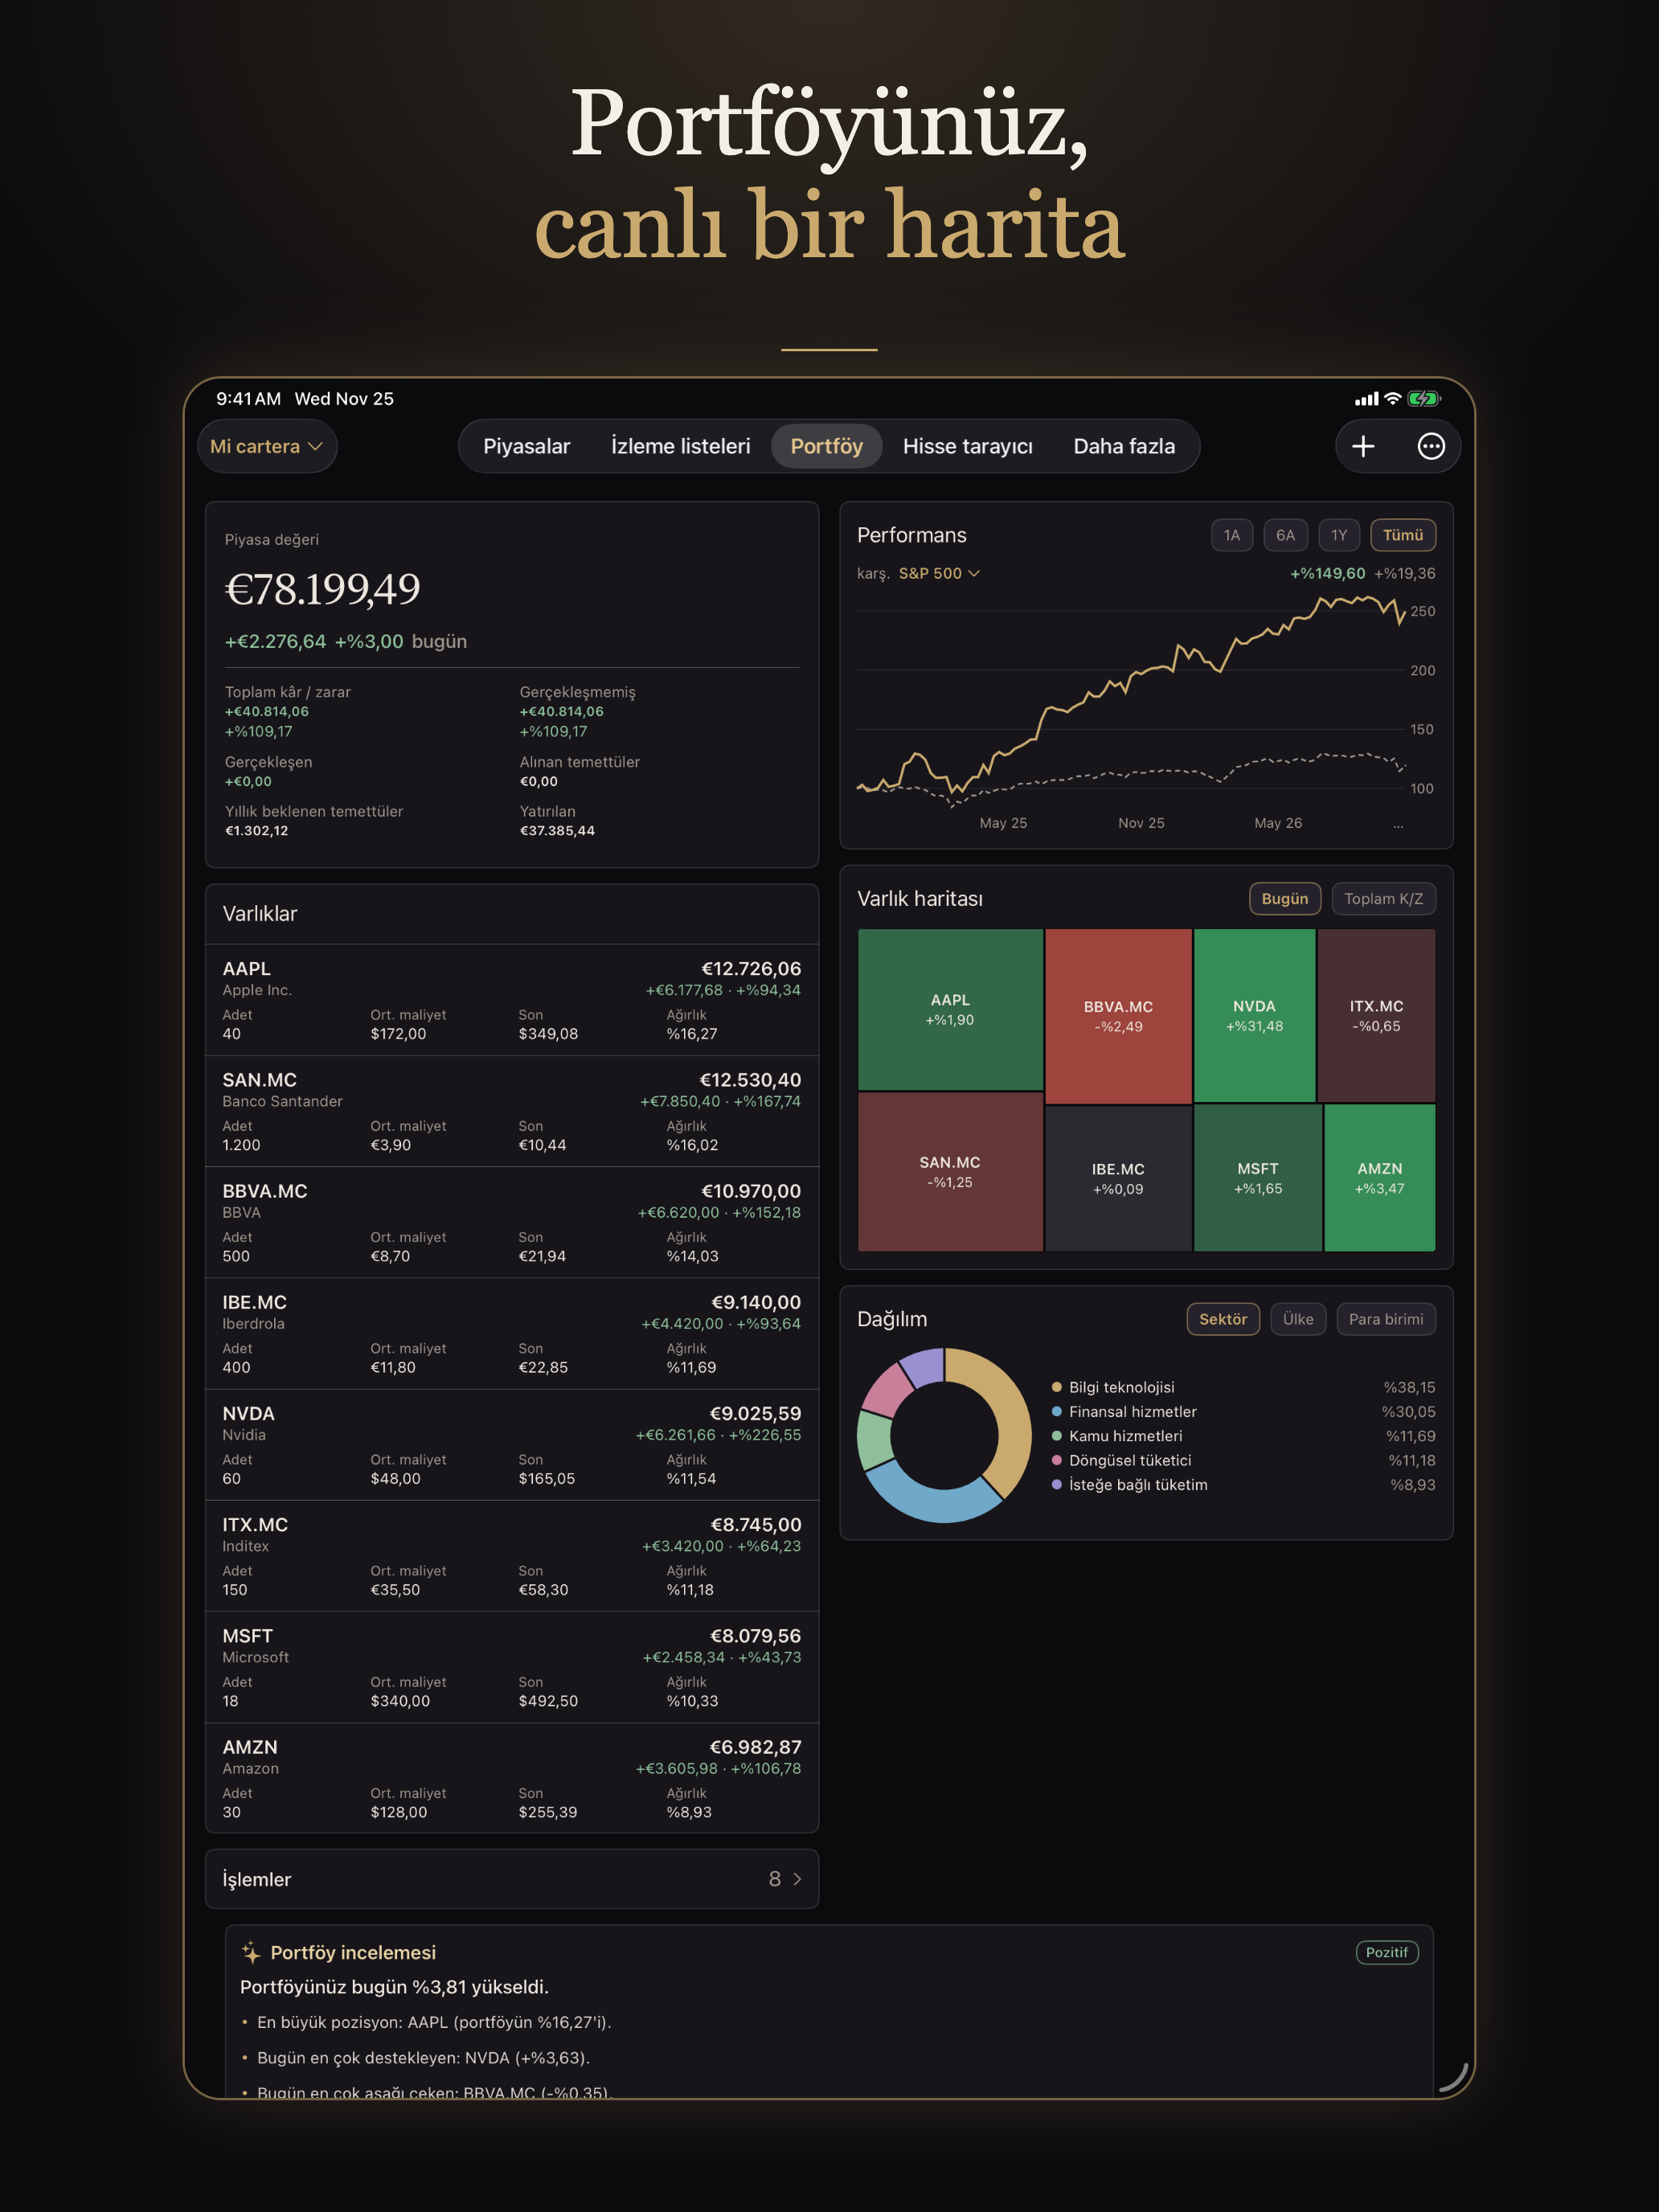 Portföyünüz,
canlı bir harita
9:41 AM Wed Nov 25
Mi cartera
Piyasalar İzleme listeleri Portföy Hisse tarayıcı Daha fazla
Piyasa değeri
€78.199,49
+€2.276,64 +%3,00 bugün
Toplam kâr / zarar Gerçekleşmemiş
+€40.814,06 +€40.814,06
+%109,17 +%109,17
Gerçekleşen Alınan temettüler
+€0,00 €0,00
Yıllık beklenen temettüler Yatırılan
€1.302,12 €37.385,44
Varlıklar
AAPL €12.726,06
Apple Inc. +€6.177,68 · +%94,34
Adet Ort. maliyet Son Ağırlık
40 $172,00 $349,08 %16,27
SAN.MC €12.530,40
Banco Santander +€7.850,40 · +%167,74
Adet Ort. maliyet Son Ağırlık
1.200 €3,90 €10,44 %16,02
BBVA.MC €10.970,00
BBVA +€6.620,00 · +%152,18
Adet Ort. maliyet Son Ağırlık
500 €8,70 €21,94 %14,03
IBE.MC €9.140,00
Iberdrola +€4.420,00 · +%93,64
Adet Ort. maliyet Son Ağırlık
400 €11,80 €22,85 %11,69
NVDA €9.025,59
Nvidia +€6.261,66 · +%226,55
Adet Ort. maliyet Son Ağırlık
60 $48,00 $165,05 %11,54
ITX.MC €8.745,00
Inditex +€3.420,00 · +%64,23
Adet Ort. maliyet Son Ağırlık
150 €35,50 €58,30 %11,18
MSFT €8.079,56
Microsoft +€2.458,34 · +%43,73
Adet Ort. maliyet Son Ağırlık
18 $340,00 $492,50 %10,33
AMZN €6.982,87
Amazon +€3.605,98 · +%106,78
Adet Ort. maliyet Son Ağırlık
30 $128,00 $255,39 %8,93
İşlemler 8
Performans 1A 6A 1Y Tümü
karş. S&P 500 +%149,60 +%19,36
250
200
150
100
May 25 Nov 25 May 26 ...
Varlık haritası Bugün Toplam K/Z
AAPL
+%1,90
BBVA.MC
-%2,49
NVDA
+%31,48
ITX.MC
-%0,65
SAN.MC
-%1,25
IBE.MC
+%0,09
MSFT
+%1,65
AMZN
+%3,47
Dağılım Sektör Ülke Para birimi
Bilgi teknolojisi %38,15
Finansal hizmetler %30,05
Kamu hizmetleri %11,69
Döngüsel tüketici %11,18
İsteğe bağlı tüketim %8,93
Portföy incelemesi Pozitif
Portföyünüz bugün %3,81 yükseldi.
• En büyük pozisyon: AAPL (portföyün %16,27'i).
• Bugün en çok destekleyen: NVDA (+%3,63).
• Bugün en çok aşağı çeken: BBVA.MC (-%0,35).